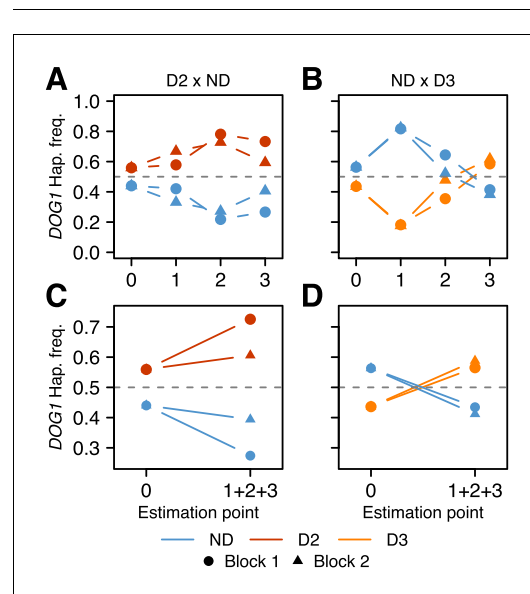 A D2 x ND B ND x D3
DOG1 Hap. freq.
1.0
0.8
0.6
0.4
0.2
0.0
0 1 2 3 0 1 2 3
C D
DOG1 Hap. freq.
0.7
0.6
0.5
0.4
0.3
0 1+2+3 0 1+2+3
Estimation point Estimation point
ND D2 D3
Block 1 Block 2